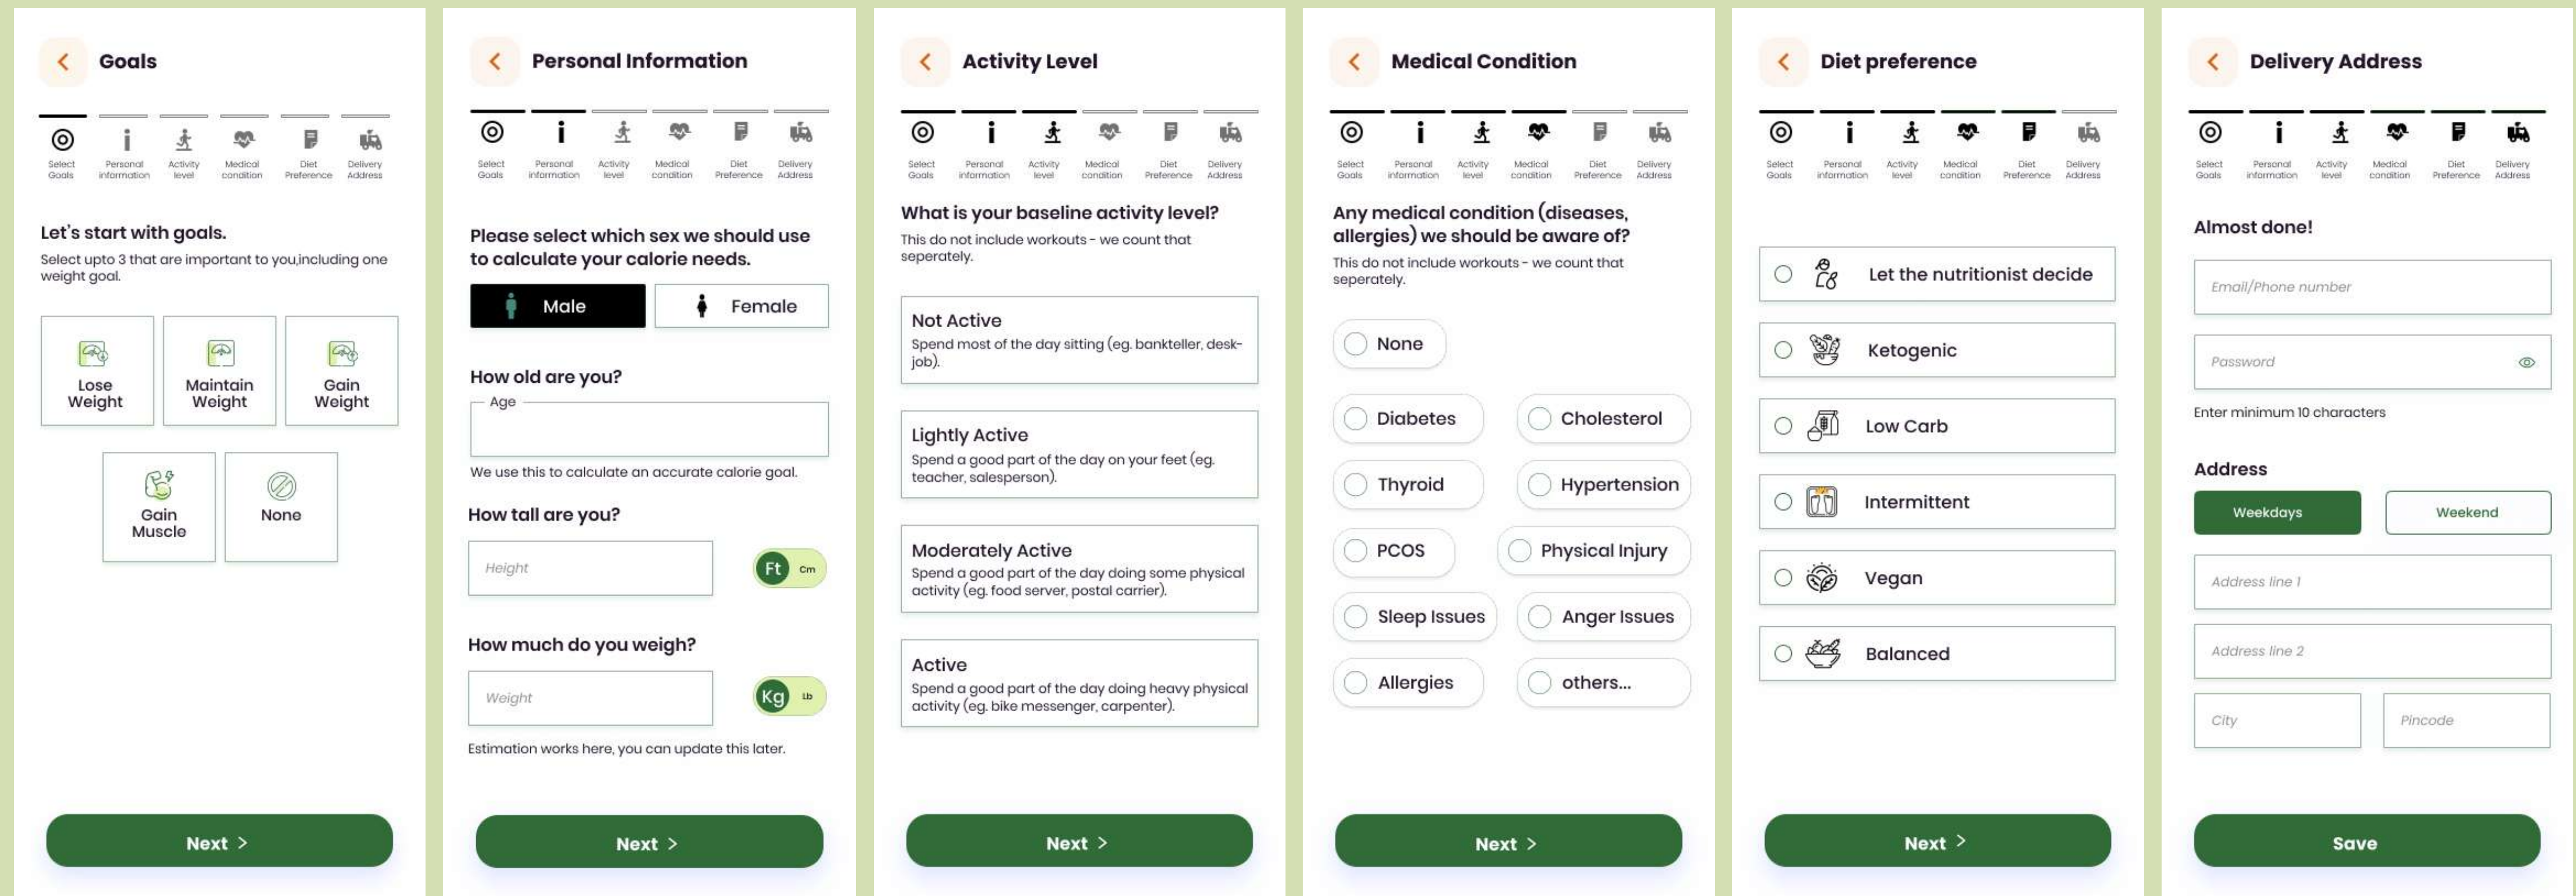 Goals
Select Goals
Personal information
Activity level
Medical condition
Diet Preference
Delivery Address
Let's start with goals.
Select upto 3 that are important to you,including one
weight goal.
Lose
Weight
Maintain
Weight
Gain
Weight
Gain
Muscle
None
Next >
Personal Information
Select Goals
Personal information
Activity level
Medical condition
Diet Preference
Delivery Address
Please select which sex we should use
to calculate your calorie needs.
Male
Female
How old are you?
Age
We use this to calculate an accurate calorie goal.
How tall are you?
Height
Ft
Cm
How much do you weigh?
Weight
Kg
Lb
Estimation works here, you can update this later.
Next >
Activity Level
Select Goals
Personal information
Activity level
Medical condition
Diet Preference
Delivery Address
What is your baseline activity level?
This do not include workouts - we count that
seperately.
Not Active
Spend most of the day sitting (eg. bankteller, desk-
job).
Lightly Active
Spend a good part of the day on your feet (eg.
teacher, salesperson).
Moderately Active
Spend a good part of the day doing some physical
activity (eg. food server, postal carrier).
Active
Spend a good part of the day doing heavy physical
activity (eg. bike messenger, carpenter).
Next >
Medical Condition
Select Goals
Personal information
Activity level
Medical condition
Diet Preference
Delivery Address
Any medical condition (diseases,
allergies) we should be aware of?
This do not include workouts - we count that
seperately.
None
Diabetes
Cholesterol
Thyroid
Hypertension
PCOS
Physical Injury
Sleep Issues
Anger Issues
Allergies
others...
Next >
Diet preference
Select Goals
Personal information
Activity level
Medical condition
Diet Preference
Delivery Address
Let the nutritionist decide
Ketogenic
Low Carb
Intermittent
Vegan
Balanced
Next >
Delivery Address
Select Goals
Personal information
Activity level
Medical condition
Diet Preference
Delivery Address
Almost done!
Email/Phone number
Password
Enter minimum 10 characters
Address
Weekdays
Weekend
Address line 1
Address line 2
City
Pincode
Save